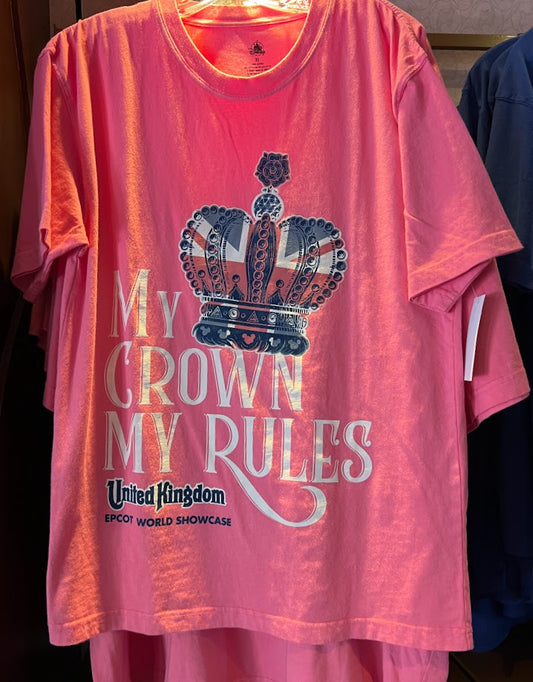 MY
CROWN
MY RULES
United Kingdom
EPCOT WORLD SHOWCASE